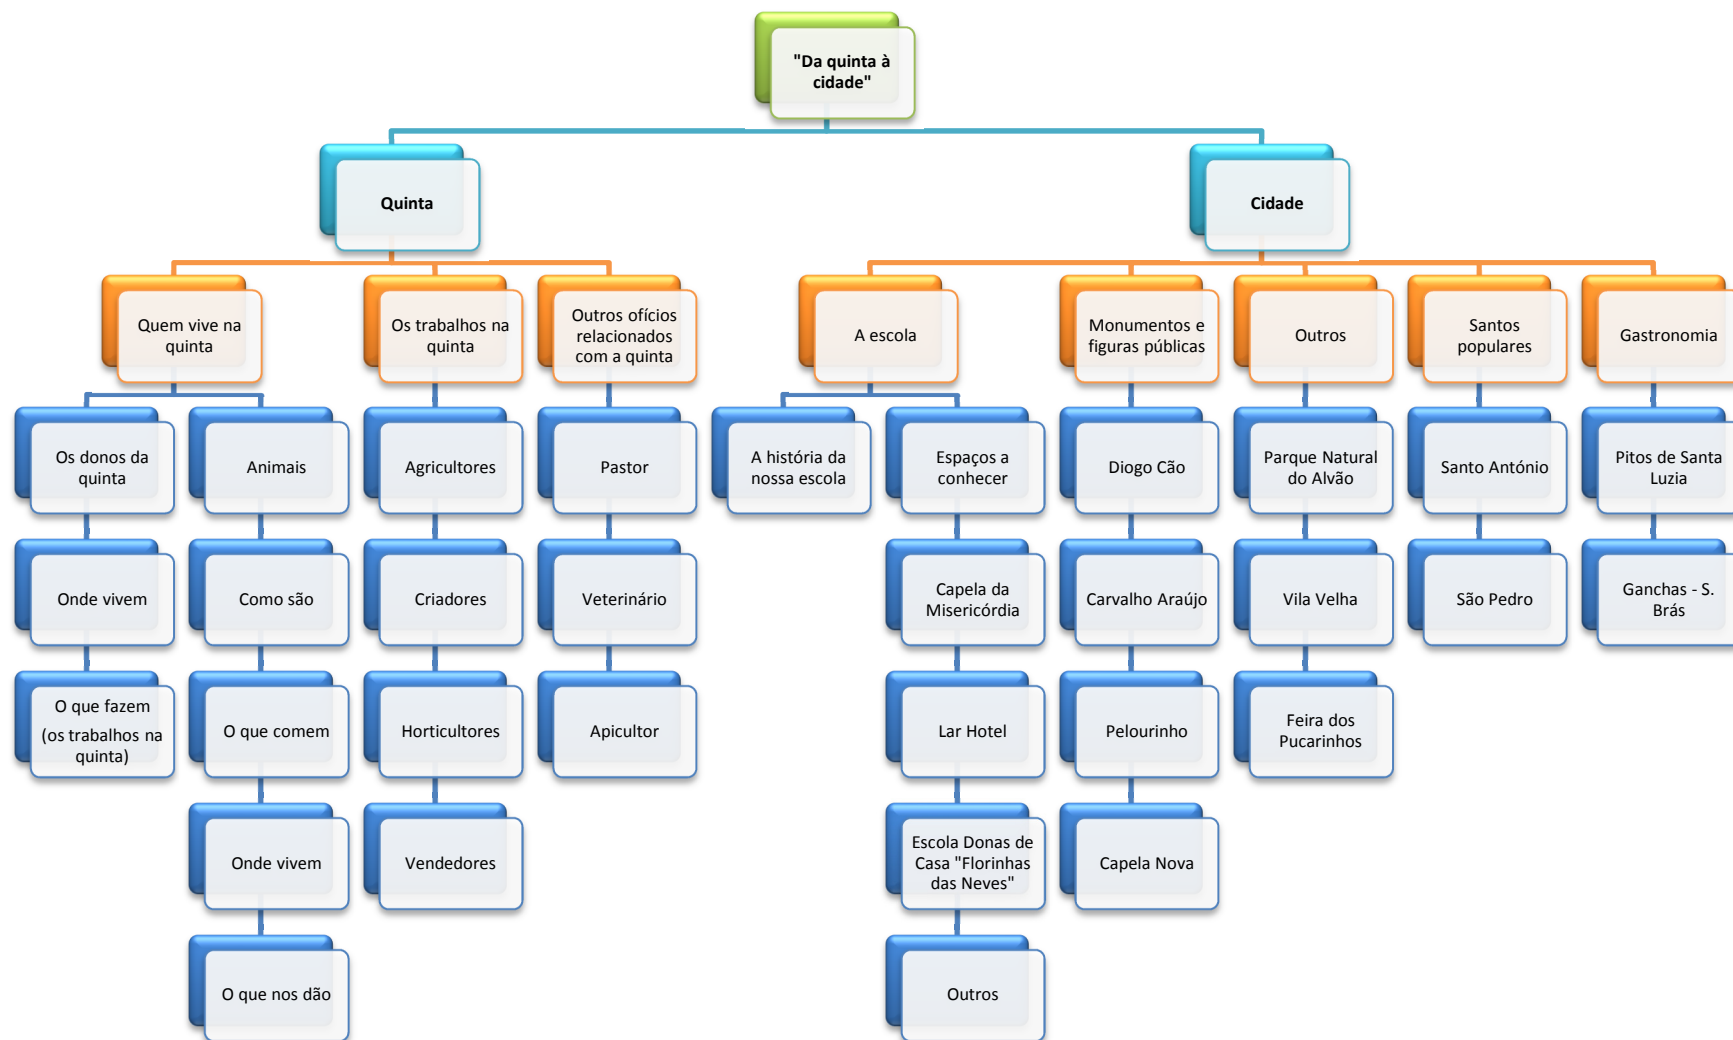 "Da quinta à
cidade"
Quinta
Cidade
Quem vive na
quinta
Os trabalhos na
quinta
Outros ofícios
relacionados
com a quinta
A escola
Monumentos e
figuras públicas
Outros
Santos
populares
Gastronomia
Os donos da
quinta
Animais
Agricultores
Pastor
A história da
nossa escola
Espaços a
conhecer
Diogo Cão
Parque Natural
do Alvão
Santo António
Pitos de Santa
Luzia
Onde vivem
Como são
Criadores
Veterinário
Capela da
Misericórdia
Carvalho Araújo
Vila Velha
São Pedro
Ganchas - S.
Brás
O que fazem
(os trabalhos na
quinta)
O que comem
Horticultores
Apicultor
Lar Hotel
Pelourinho
Feira dos
Pucarinhos
Onde vivem
Vendedores
Escola Donas de
Casa "Florinhas
das Neves"
Capela Nova
O que nos dão
Outros